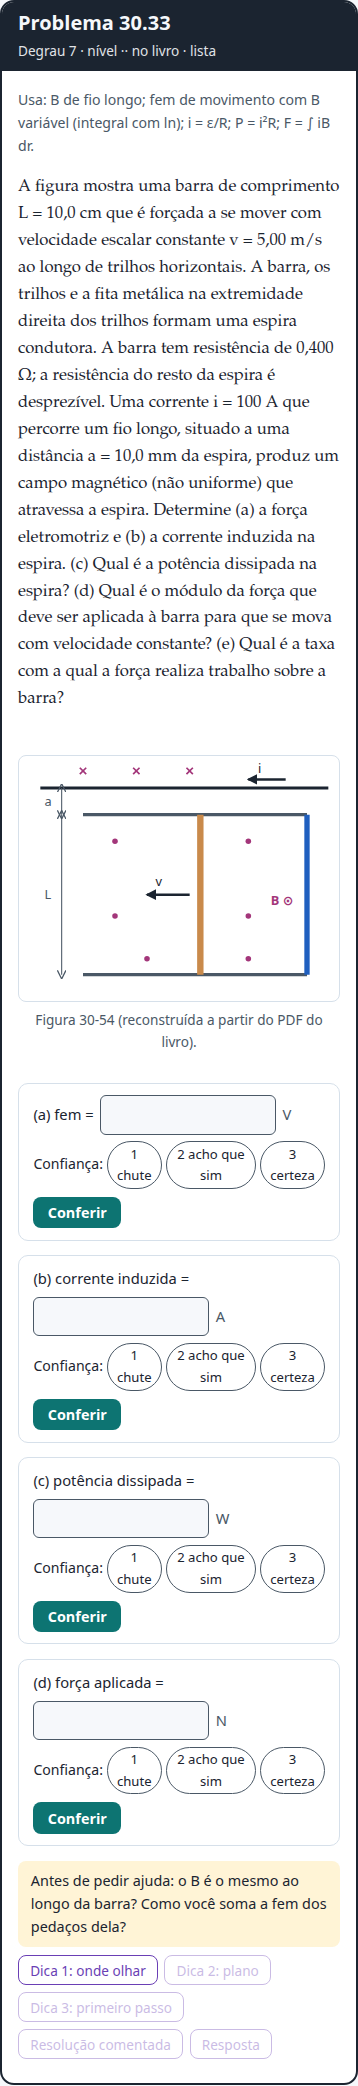 Problema 30.33
Degrau 7 · nível ·· no livro · lista
Usa: B de fio longo; fem de movimento com B
variável (integral com ln); i = ε/R; P = i²R; F = ∫ iB
dr.
A figura mostra uma barra de comprimento
L = 10,0 cm que é forçada a se mover com
velocidade escalar constante v = 5,00 m/s
ao longo de trilhos horizontais. A barra, os
trilhos e a fita metálica na extremidade
direita dos trilhos formam uma espira
condutora. A barra tem resistência de 0,400
Ω; a resistência do resto da espira é
desprezível. Uma corrente i = 100 A que
percorre um fio longo, situado a uma
distância a = 10,0 mm da espira, produz um
campo magnético (não uniforme) que
atravessa a espira. Determine (a) a força
eletromotriz e (b) a corrente induzida na
espira. (c) Qual é a potência dissipada na
espira? (d) Qual é o módulo da força que
deve ser aplicada à barra para que se mova
com velocidade constante? (e) Qual é a taxa
com a qual a força realiza trabalho sobre a
barra?
i
a
v
L
B ⊙
Figura 30-54 (reconstruída a partir do PDF do
livro).
(a) fem = V
Confiança: 1 chute 2 acho que sim 3 certeza
Conferir
(b) corrente induzida =
A
Confiança: 1 chute 2 acho que sim 3 certeza
Conferir
(c) potência dissipada =
W
Confiança: 1 chute 2 acho que sim 3 certeza
Conferir
(d) força aplicada =
N
Confiança: 1 chute 2 acho que sim 3 certeza
Conferir
Antes de pedir ajuda: o B é o mesmo ao
longo da barra? Como você soma a fem dos
pedaços dela?
Dica 1: onde olhar Dica 2: plano
Dica 3: primeiro passo
Resolução comentada Resposta